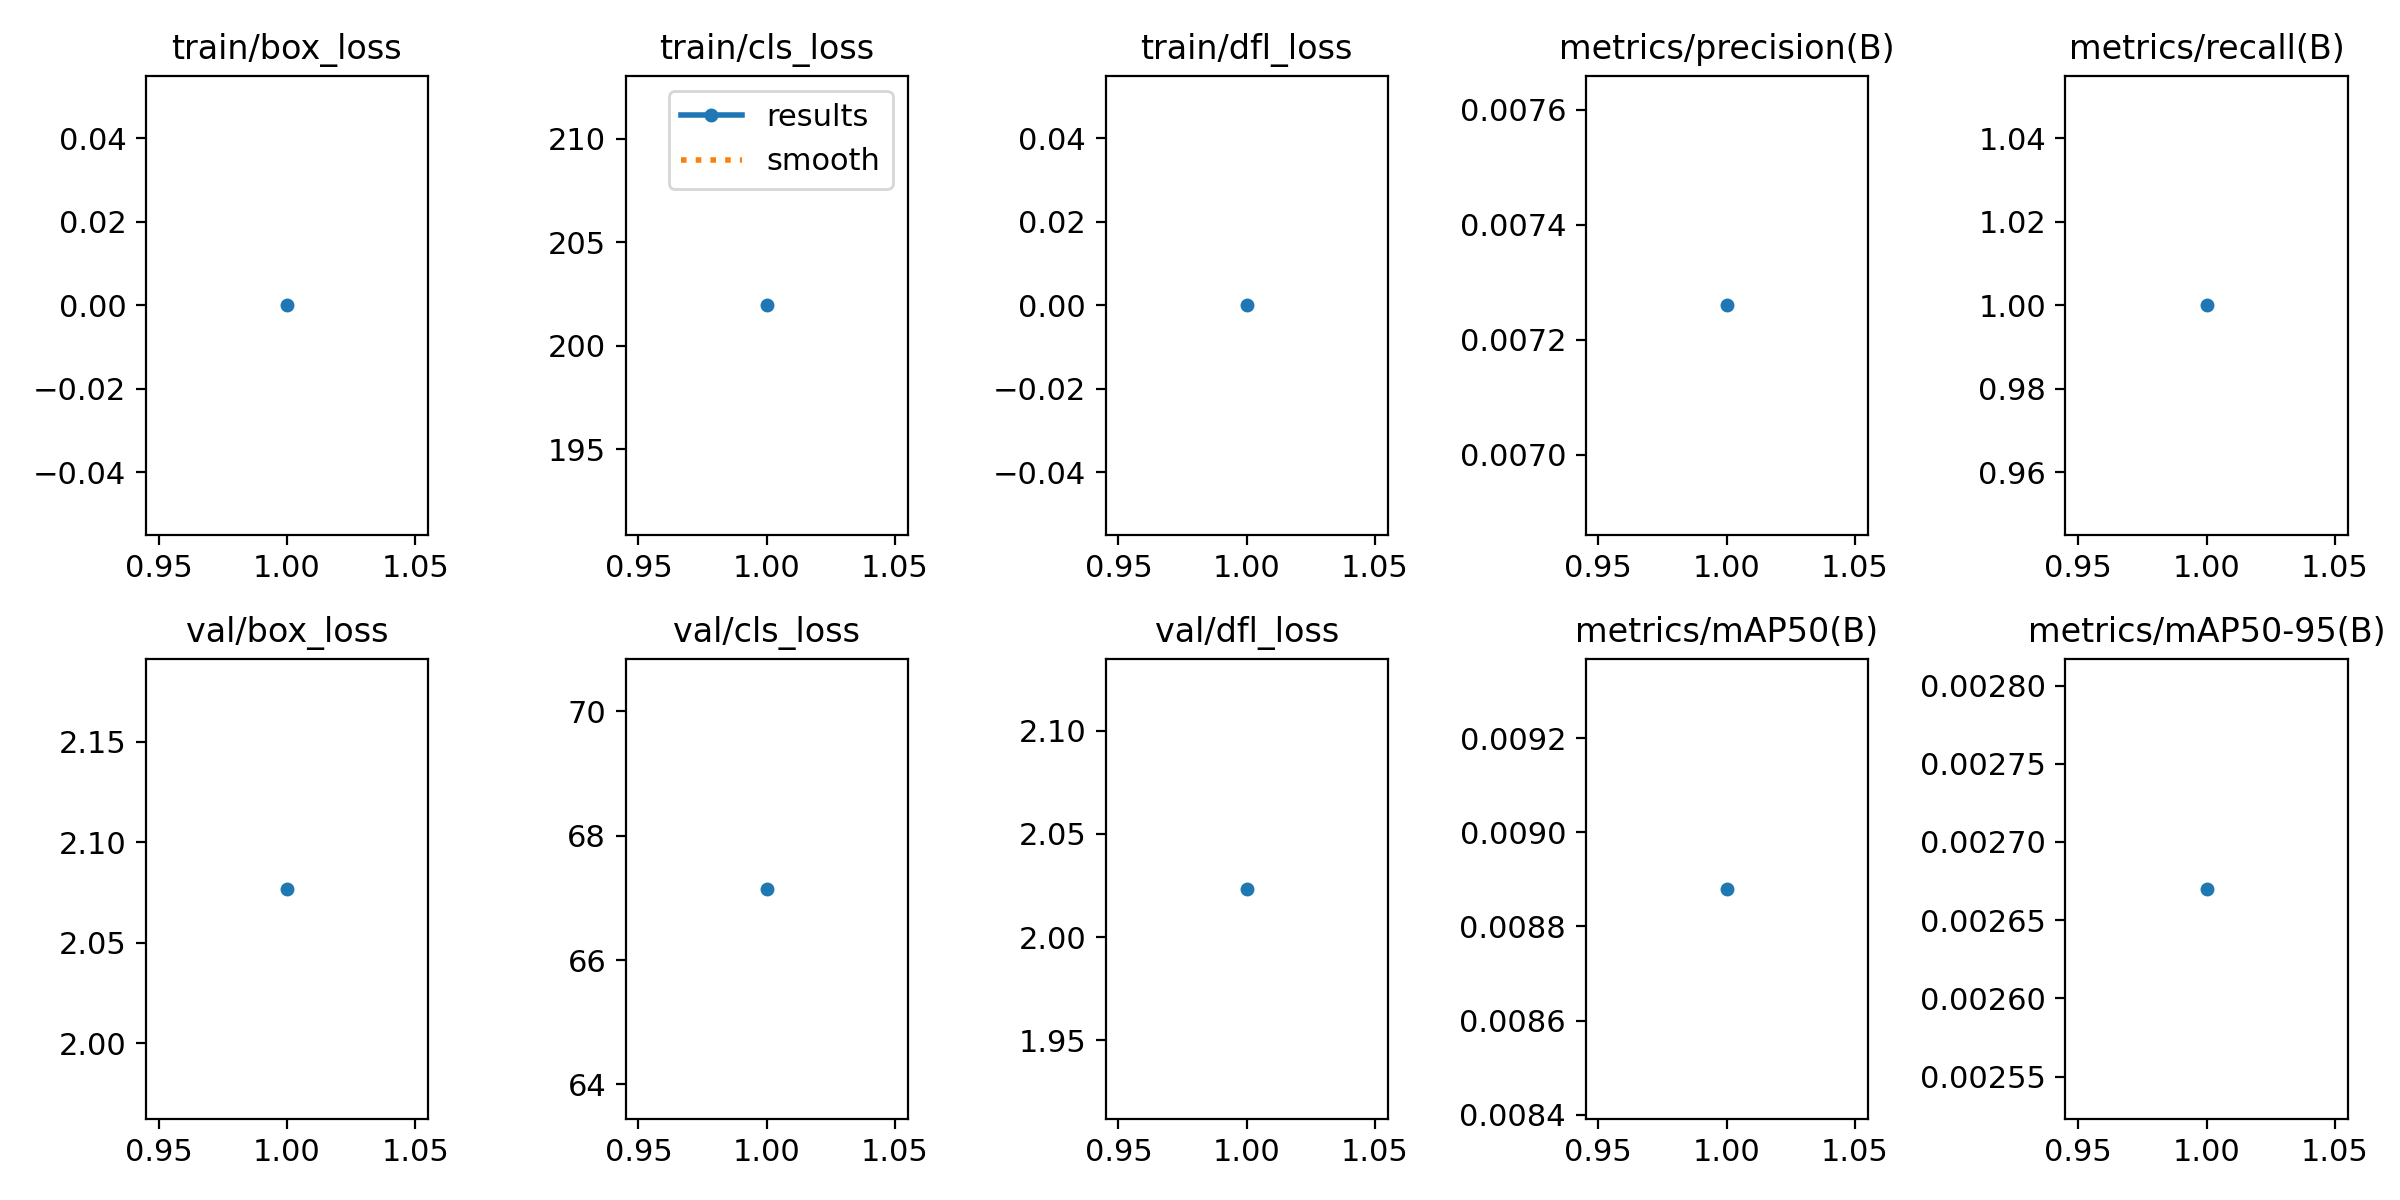 train/box_loss
0.04
0.02
0.00
−0.02
−0.04
0.95 1.00 1.05
train/cls_loss
results
smooth
210
205
200
195
0.95 1.00 1.05
train/dfl_loss
0.04
0.02
0.00
−0.02
−0.04
0.95 1.00 1.05
metrics/precision(B)
0.0076
0.0074
0.0072
0.0070
0.95 1.00 1.05
metrics/recall(B)
1.04
1.02
1.00
0.98
0.96
0.95 1.00 1.05
val/box_loss
2.15
2.10
2.05
2.00
0.95 1.00 1.05
val/cls_loss
70
68
66
64
0.95 1.00 1.05
val/dfl_loss
2.10
2.05
2.00
1.95
0.95 1.00 1.05
metrics/mAP50(B)
0.0092
0.0090
0.0088
0.0086
0.0084
0.95 1.00 1.05
metrics/mAP50-95(B)
0.00280
0.00275
0.00270
0.00265
0.00260
0.00255
0.95 1.00 1.05